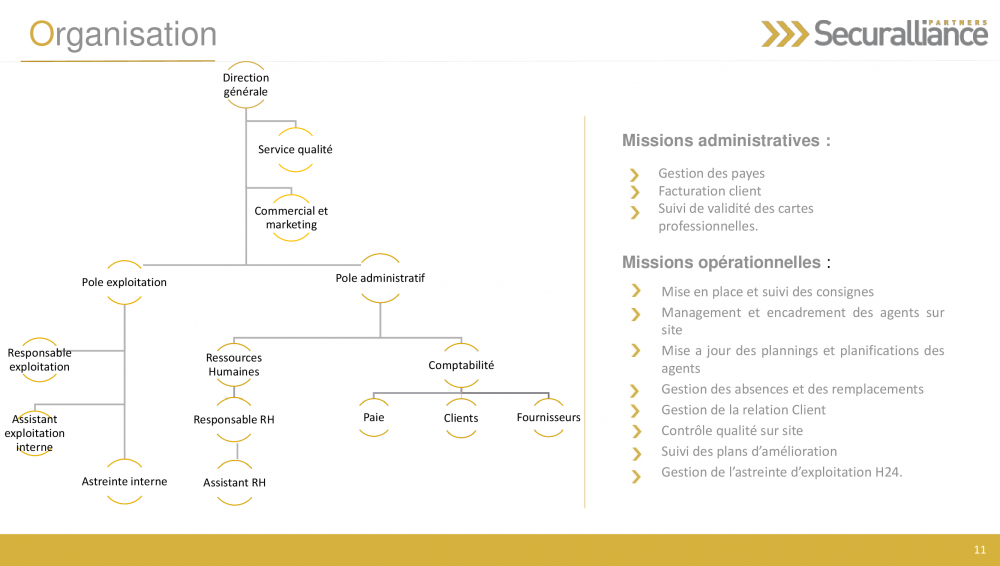 Organisation
PARTNERS
Securalliance
Direction
générale
Service qualité
Commercial et
marketing
Pole exploitation
Pole administratif
Responsable
exploitation
Ressources
Humaines
Comptabilité
Assistant
exploitation
interne
Responsable RH
Paie
Clients
Fournisseurs
Astreinte interne
Assistant RH
Missions administratives :
Gestion des payes
Facturation client
Suivi de validité des cartes
professionnelles.
Missions opérationnelles :
Mise en place et suivi des consignes
Management et encadrement des agents sur
site
Mise a jour des plannings et planifications des
agents
Gestion des absences et des remplacements
Gestion de la relation Client
Contrôle qualité sur site
Suivi des plans d’amélioration
Gestion de l’astreinte d’exploitation H24.
11